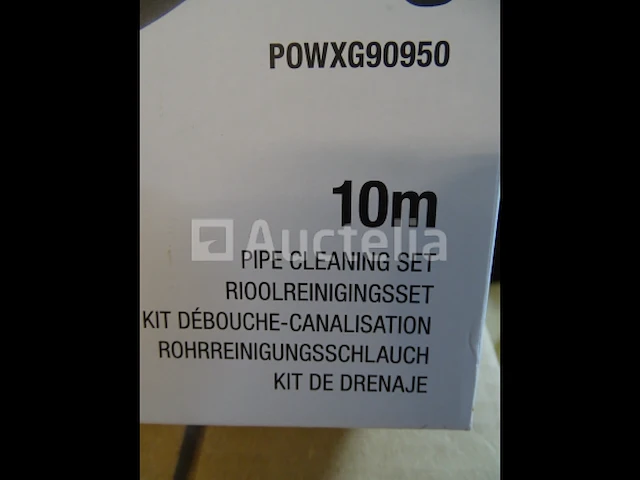 POWXG90950
10m
Auctelia
PIPE CLEANING SET
RIOOLREINIGINGSSET
KIT DÉBOUCHE-CANALISATION
ROHRREINIGUNGSSCHLAUCH
KIT DE DRENAJE